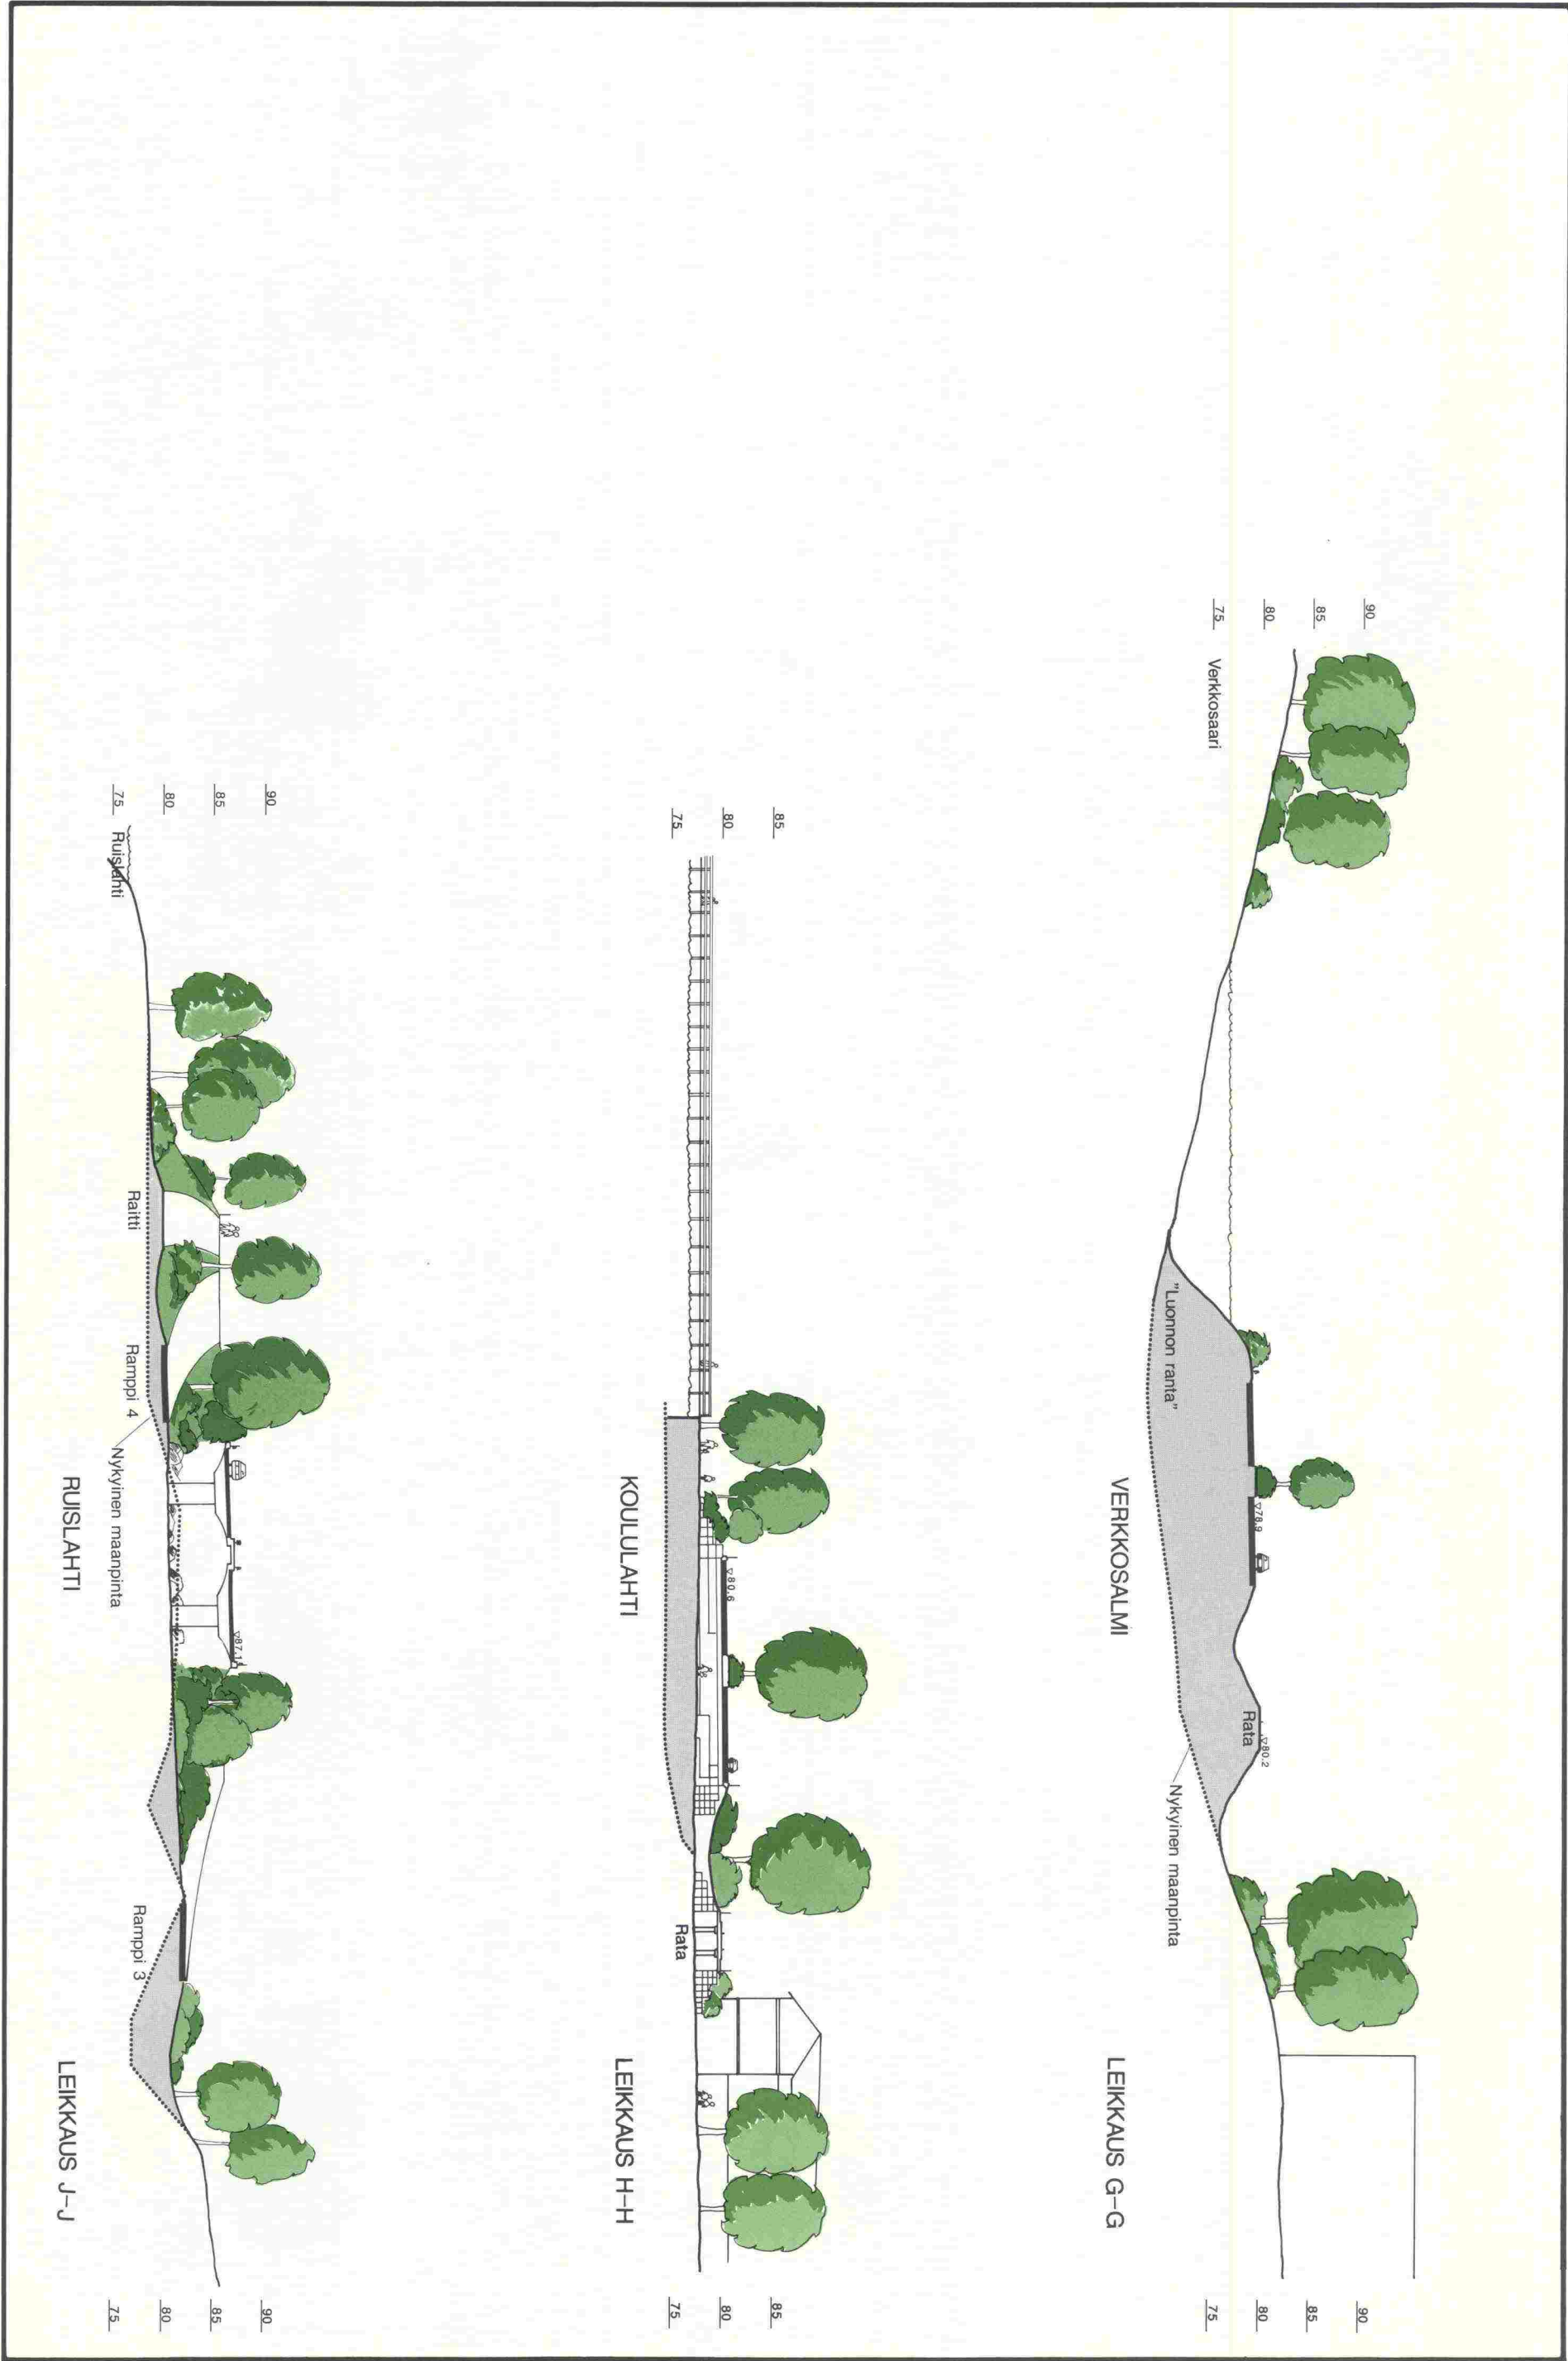 90
85
80
75
Verkkosaari
"Luonnon ranta"
▽78.9
Rata
▽80.2
Nykyinen maanpinta
90
85
80
75
VERKKOSALMI
LEIKKAUS G-G
85
80
75
▽80.6
Rata
85
80
75
KOULULAHTI
LEIKKAUS H-H
90
85
80
75
Ruislahti
Raitti
Ramppi 4
Nykyinen maanpinta
▽87.1
Ramppi 3
90
85
80
75
RUISLAHTI
LEIKKAUS J-J